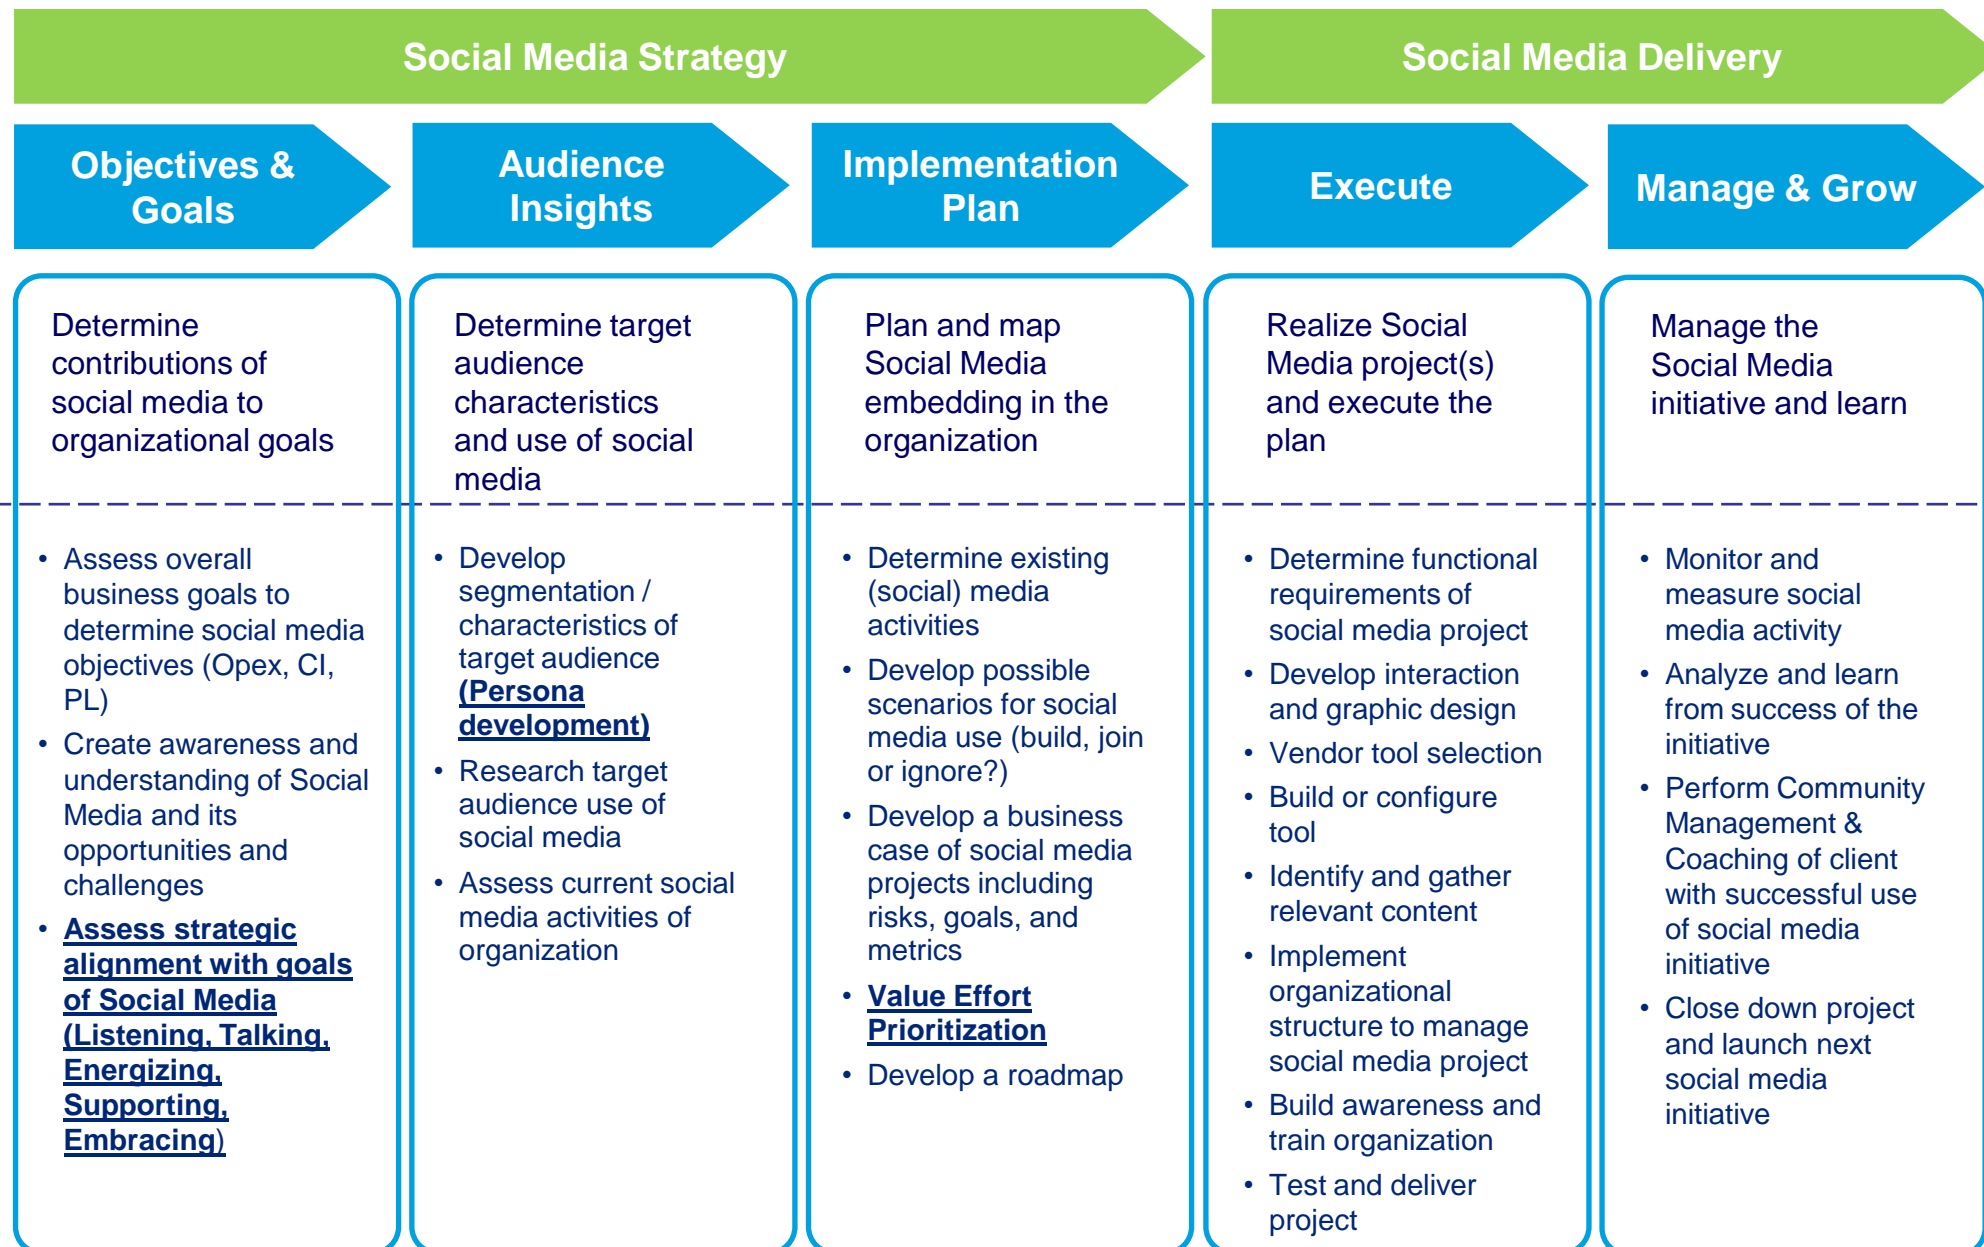 Social Media Strategy
Social Media Delivery
Objectives &
Goals
Audience
Insights
Implementation
Plan
Execute
Manage & Grow
Determine
contributions of
social media to
organizational goals
Determine target
audience
characteristics
and use of social
media
Plan and map
Social Media
embedding in the
organization
Realize Social
Media project(s)
and execute the
plan
Manage the
Social Media
initiative and learn
• Assess overall
business goals to
determine social media
objectives (Opex, CI,
PL)
• Create awareness and
understanding of Social
Media and its
opportunities and
challenges
• Assess strategic
alignment with goals
of Social Media
(Listening, Talking,
Energizing,
Supporting,
Embracing)
• Develop
segmentation /
characteristics of
target audience
(Persona
development)
• Research target
audience use of
social media
• Assess current social
media activities of
organization
• Determine existing
(social) media
activities
• Develop possible
scenarios for social
media use (build, join
or ignore?)
• Develop a business
case of social media
projects including
risks, goals, and
metrics
• Value Effort
Prioritization
• Develop a roadmap
• Determine functional
requirements of
social media project
• Develop interaction
and graphic design
• Vendor tool selection
• Build or configure
tool
• Identify and gather
relevant content
• Implement
organizational
structure to manage
social media project
• Build awareness and
train organization
• Test and deliver
project
• Monitor and
measure social
media activity
• Analyze and learn
from success of the
initiative
• Perform Community
Management &
Coaching of client
with successful use
of social media
initiative
• Close down project
and launch next
social media
initiative